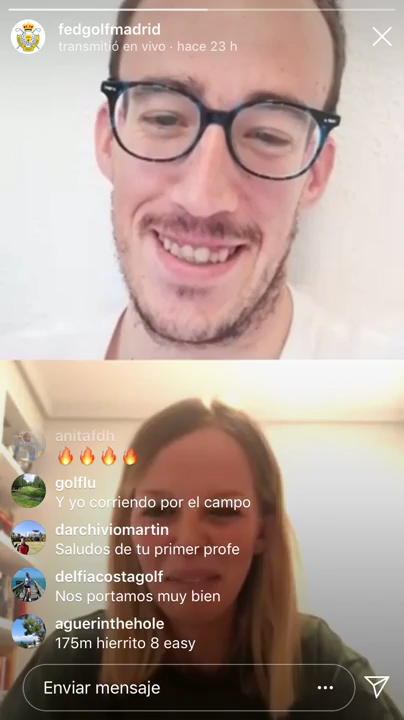 fedgolfmadrid
transmitió en vivo · hace 23 h
anitafdh
🔥🔥🔥🔥
golflu
Y yo corriendo por el campo
darchiviomartin
Saludos de tu primer profe
delfiacostagolf
Nos portamos muy bien
aguerinthehole
175m hierrito 8 easy
Enviar mensaje